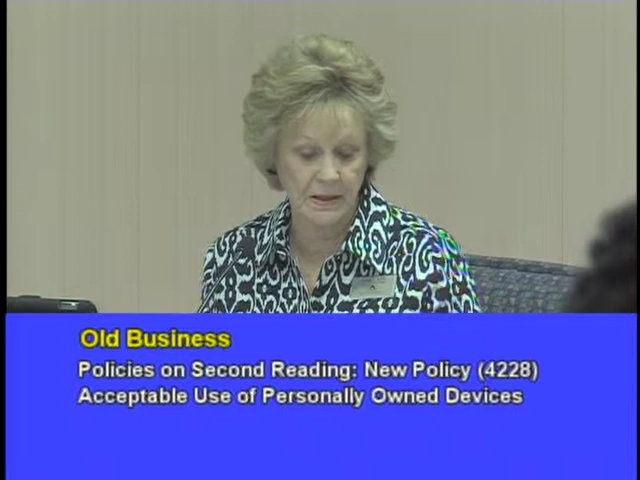 Old Business
Policies on Second Reading: New Policy (4228)
Acceptable Use of Personally Owned Devices